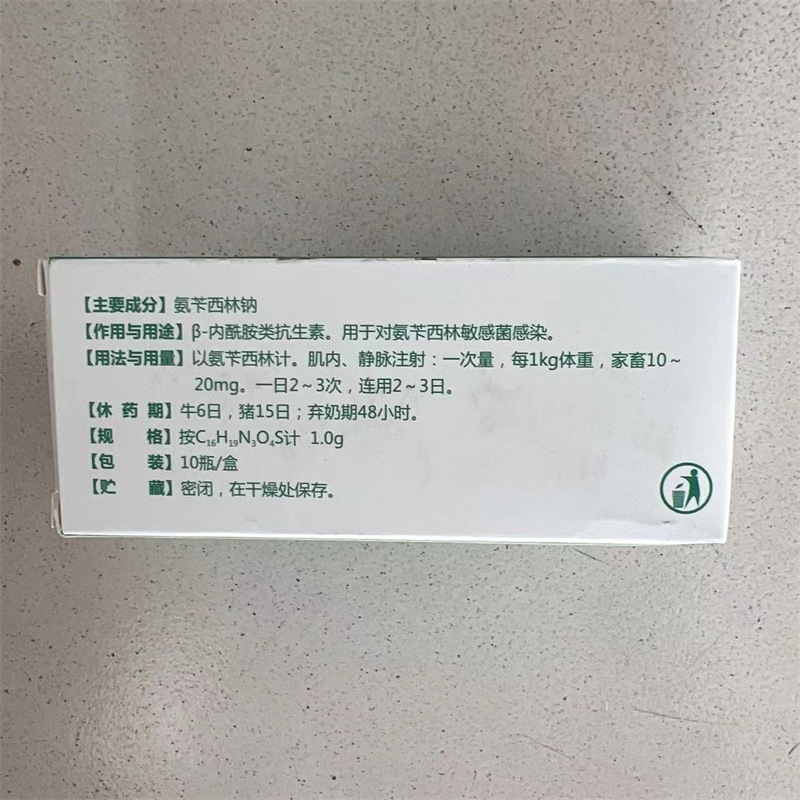 【主要成分】氨苄西林钠
【作用与用途】β-内酰胺类抗生素。用于对氨苄西林敏感菌感染。
【用法与用量】以氨苄西林计。肌内、静脉注射：一次量，每1kg体重，家畜10～
20mg。一日2～3次，连用2～3日。
【休 药 期】牛6日，猪15日；弃奶期48小时。
【规 格】按C₁₆H₁₉N₃O₄S计 1.0g
【包 装】10瓶/盒
【贮 藏】密闭，在干燥处保存。